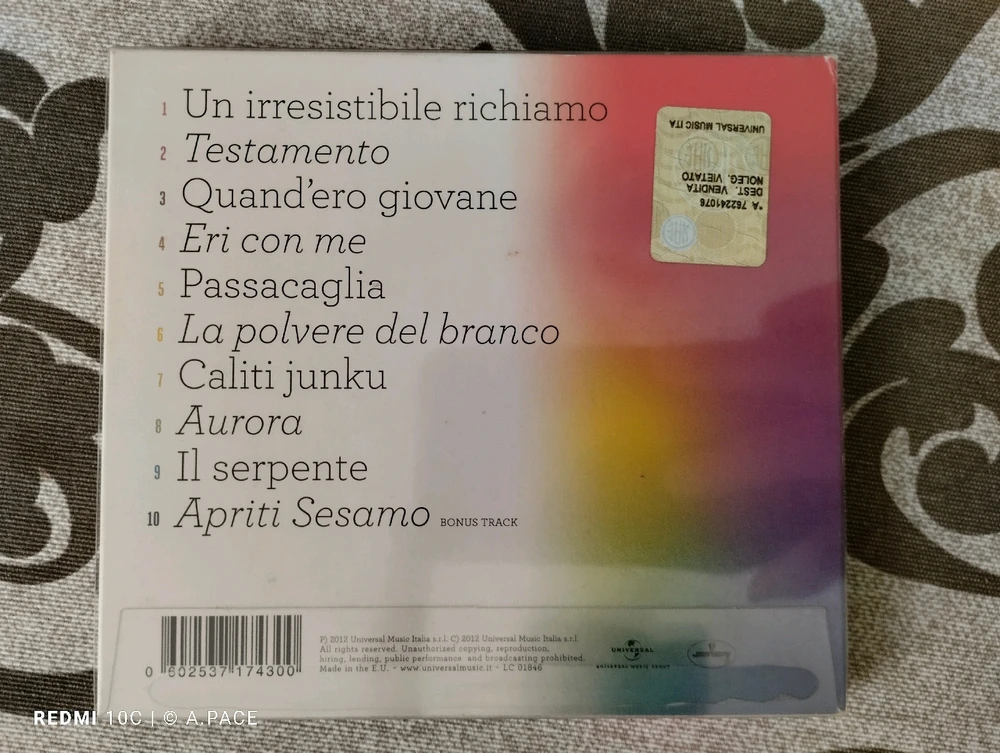 1 Un irresistibile richiamo
2 Testamento
3 Quand'ero giovane
4 Eri con me
5 Passacaglia
6 La polvere del branco
7 Caliti junku
8 Aurora
9 Il serpente
10 Apriti Sesamo BONUS TRACK
UNIVERSAL MUSIC ITA
NOLEG. VIETATO
DEST. VENDITA
*A 762241076
0 602537 174300
P) 2012 Universal Music Italia s.r.l. C) 2012 Universal Music Italia s.r.l.
All rights reserved. Unauthorized copying, reproduction,
hiring, lending, public performance and broadcasting prohibited.
Made in the E.U. - www.universalmusic.it - LC 01846
UNIVERSAL
REDMI 10C | © A.PACE